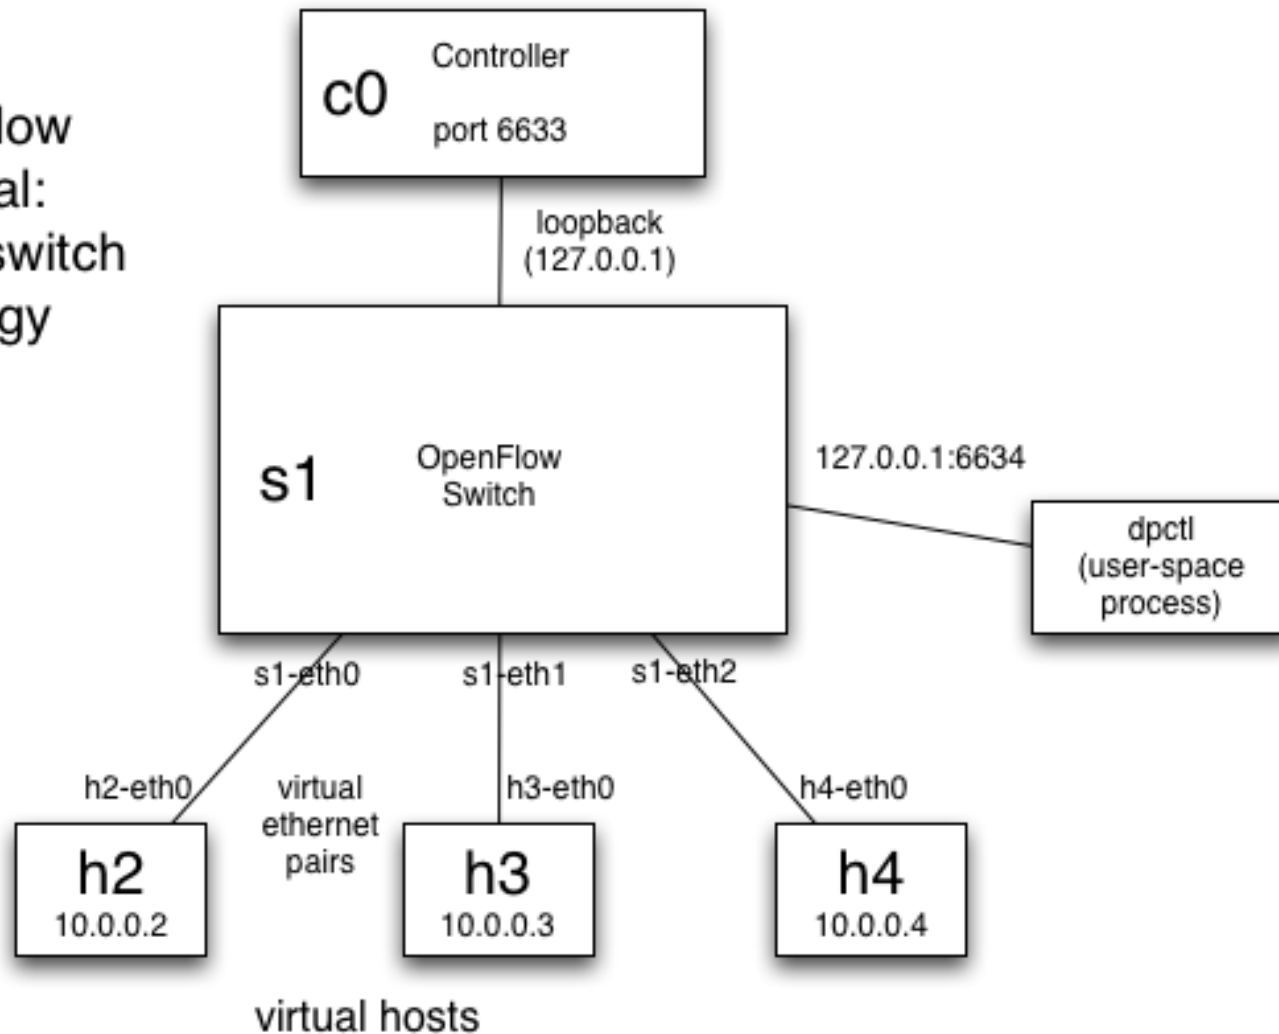 low
al:
switch
gy
c0
Controller
port 6633
loopback
(127.0.0.1)
s1
OpenFlow
Switch
127.0.0.1:6634
dpctl
(user-space
process)
s1-eth0
s1-eth1
s1-eth2
h2-eth0
virtual
ethernet
pairs
h3-eth0
h4-eth0
h2
10.0.0.2
h3
10.0.0.3
h4
10.0.0.4
virtual hosts